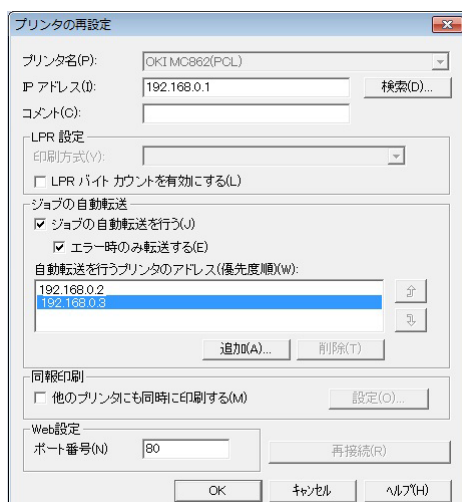 プリンタの再設定
プリンタ名(P): OKI MC862(PCL)
IP アドレス(I): 192.168.0.1 検索(D)...
コメント(C):
LPR 設定
印刷方式(Y):
LPR バイト カウントを有効にする(L)
ジョブの自動転送
ジョブの自動転送を行う(J)
エラー時のみ転送する(E)
自動転送を行うプリンタのアドレス(優先度順)(W):
192.168.0.2
192.168.0.3
追加(A)... 削除(T)
同報印刷
他のプリンタにも同時に印刷する(M) 設定(O)...
Web設定
ポート番号(N) 80 再接続(R)
OK キャンセル ヘルプ(H)